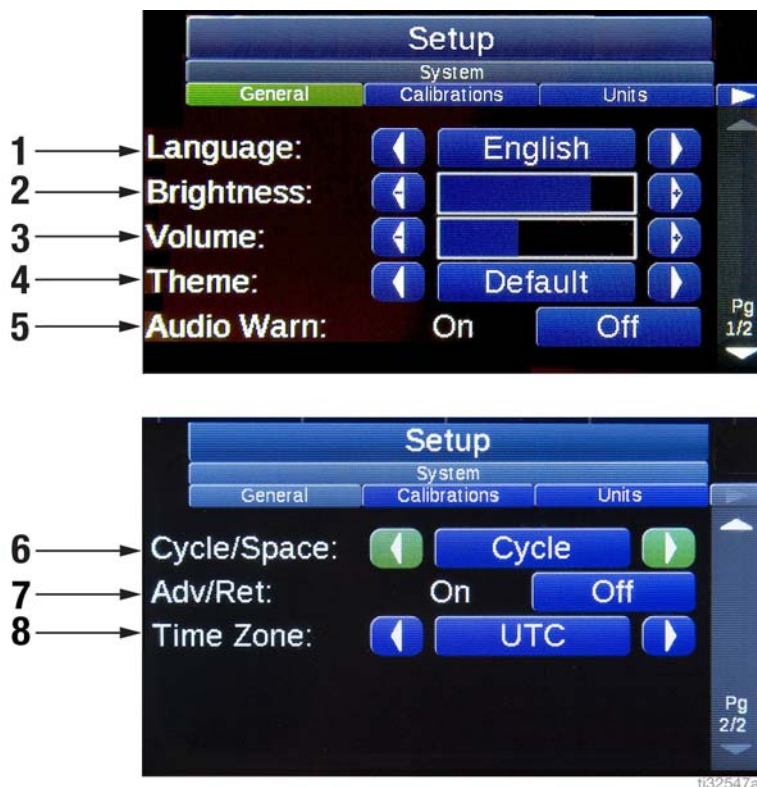 Setup
System
General Calibrations Units
1 Language: English
2 Brightness: - +
3 Volume: - +
4 Theme: Default
5 Audio Warn: On Off
Pg
1/2
Setup
System
General Calibrations Units
6 Cycle/Space: Cycle
7 Adv/Ret: On Off
8 Time Zone: UTC
Pg
2/2
ti32547a